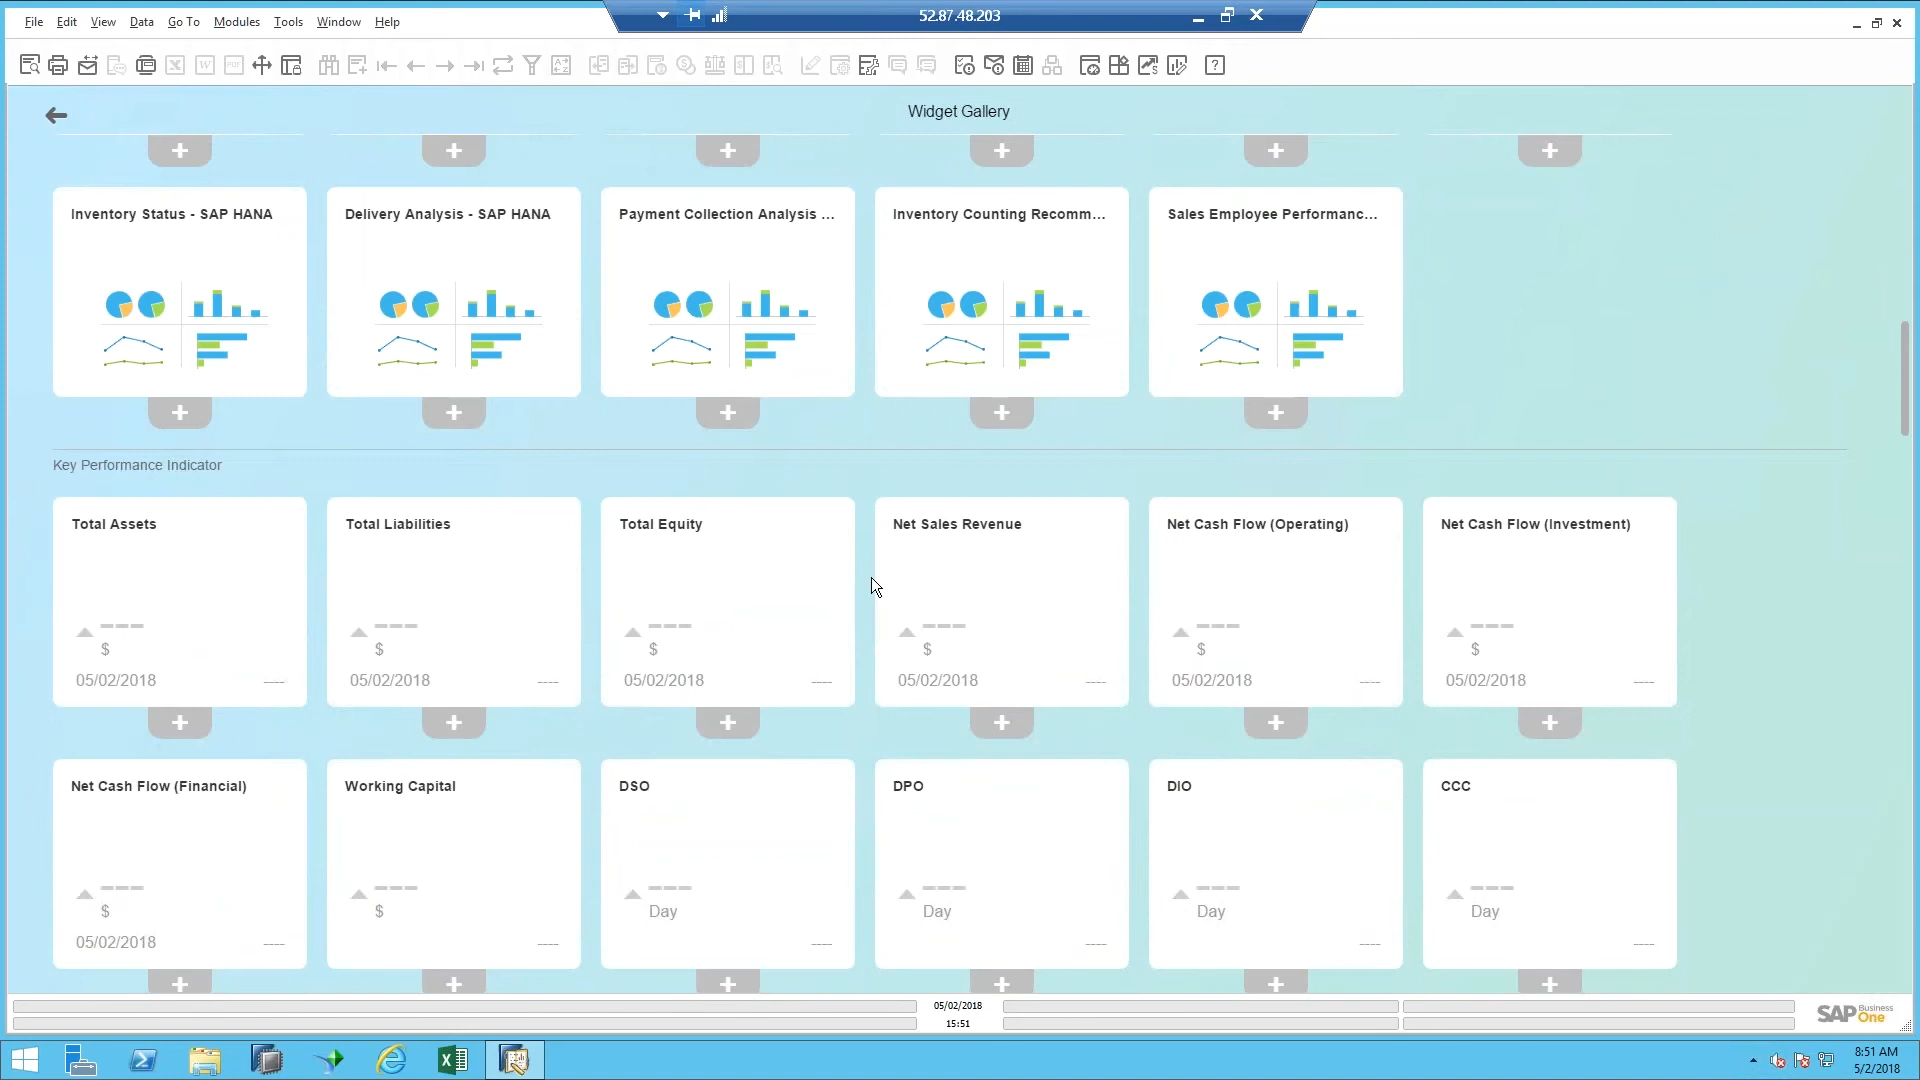 52.87.48.203
File Edit View Data Go To Modules Tools Window Help
Widget Gallery
Inventory Status - SAP HANA
Delivery Analysis - SAP HANA
Payment Collection Analysis ...
Inventory Counting Recomm...
Sales Employee Performanc...
Key Performance Indicator
Total Assets
Total Liabilities
Total Equity
Net Sales Revenue
Net Cash Flow (Operating)
Net Cash Flow (Investment)
$ $ $ $ $ $
05/02/2018 05/02/2018 05/02/2018 05/02/2018 05/02/2018 05/02/2018
Net Cash Flow (Financial)
Working Capital
DSO
DPO
DIO
CCC
$ $ Day Day Day Day
05/02/2018
05/02/2018
15:51
SAP Business One
8:51 AM
5/2/2018